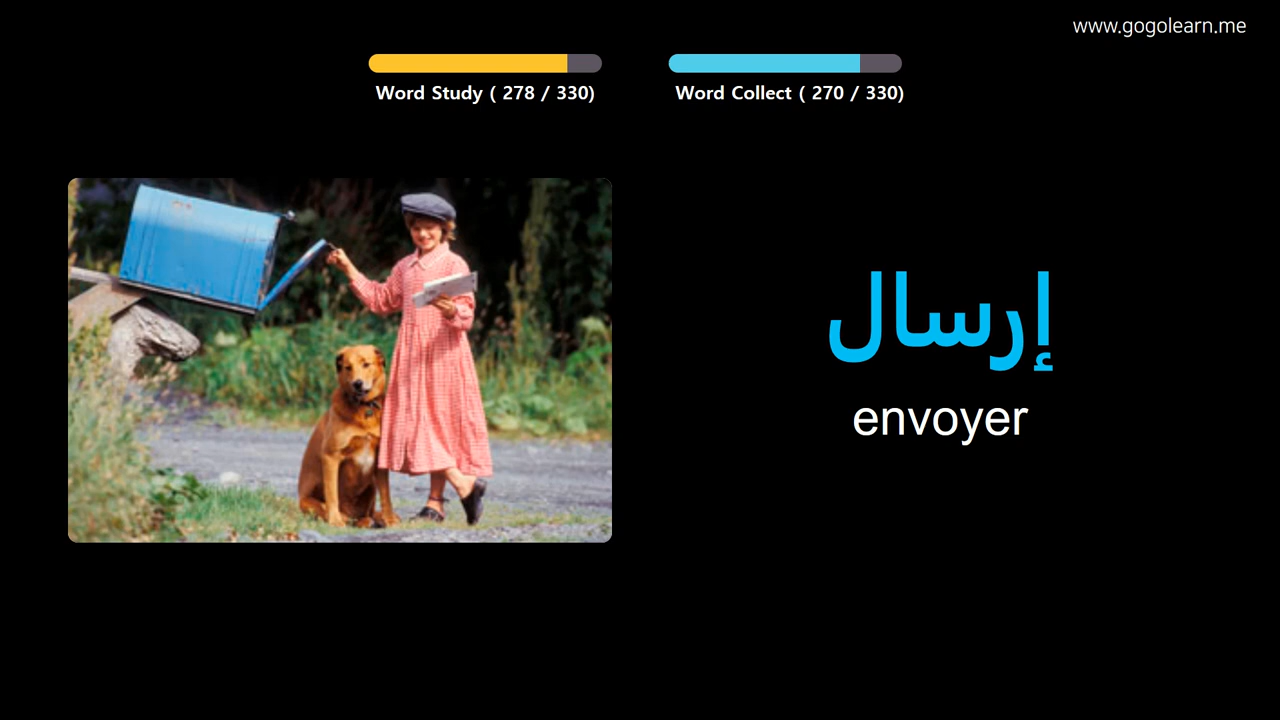 www.gogolearn.me
Word Study ( 278 / 330)
Word Collect ( 270 / 330)
إرسال
envoyer